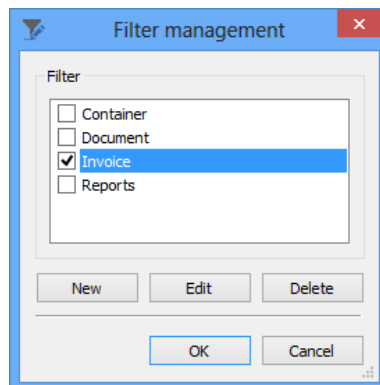 Filter management
Filter
Container
Document
Invoice
Reports
New Edit Delete
OK Cancel